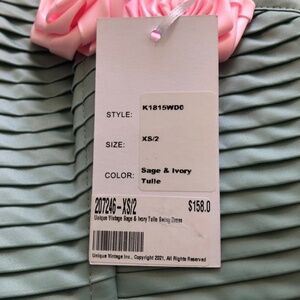 STYLE: K1815WD0
SIZE: XS/2
COLOR: Sage & Ivory
Tulle
207246-XS/2 $158.0
Unique Vintage Sage & Ivory Tulle Swing Dress
Unique Vintage Inc., Copyright 2021, All Rights Reserved